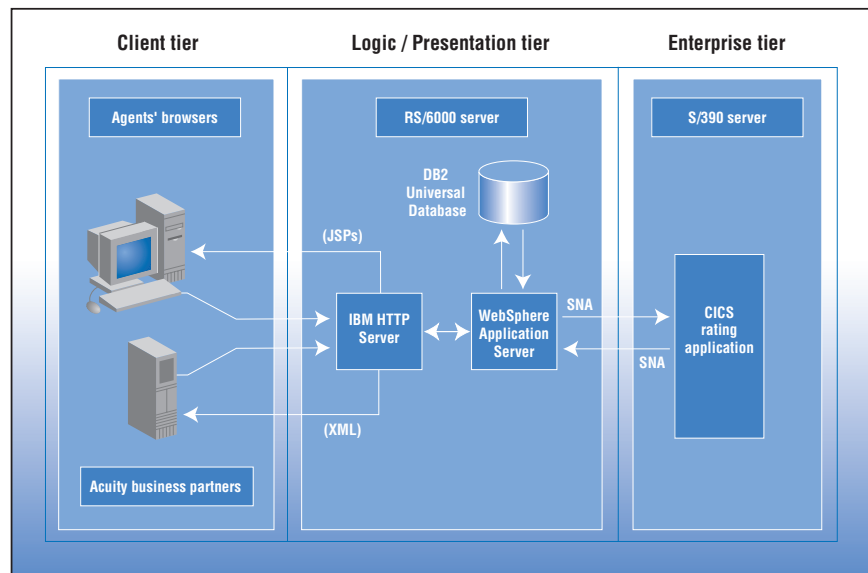 Client tier
Logic / Presentation tier
Enterprise tier
Agents' browsers
RS/6000 server
S/390 server
DB2
Universal
Database
(JSPs)
IBM HTTP
Server
WebSphere
Application
Server
SNA
SNA
CICS
rating
application
(XML)
Acuity business partners